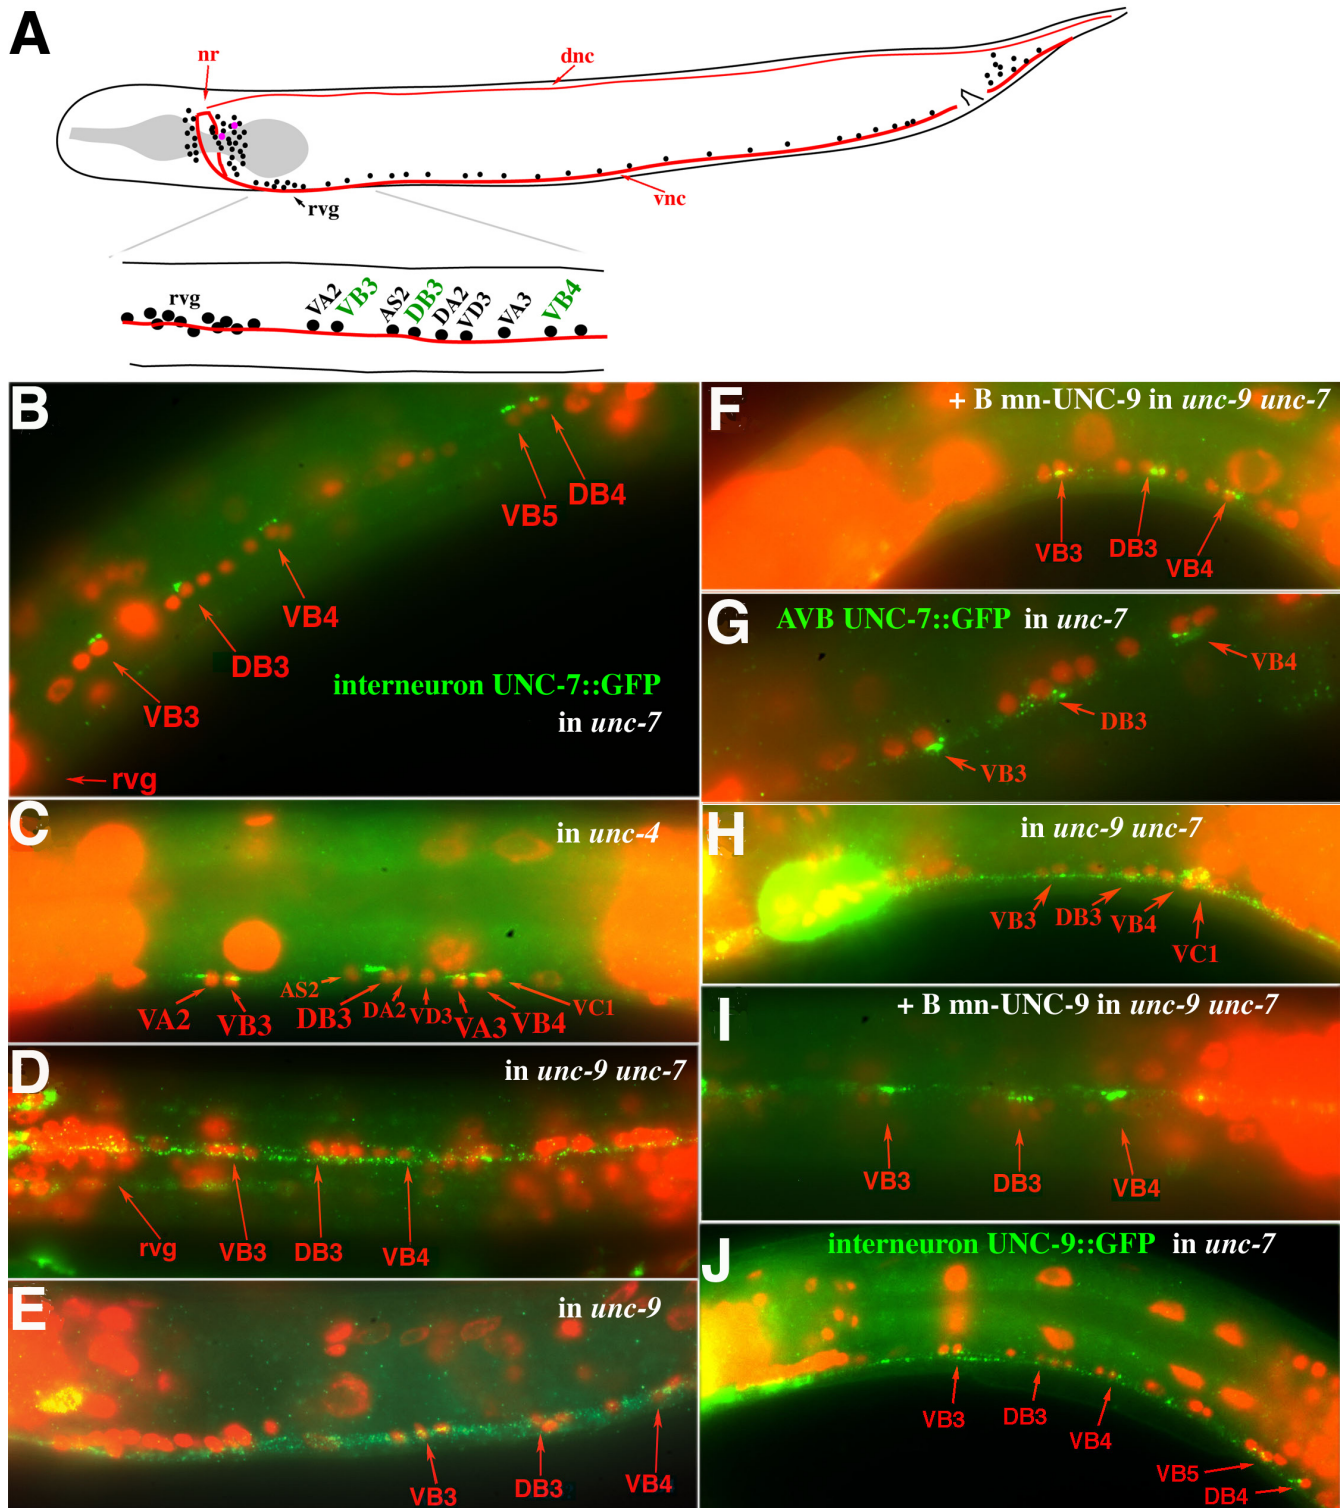 A
nr
dnc
rvg
vnc
rvg
VA2
VB3
AS2
DB3
DA2
VD3
VA3
VB4
B
VB5
DB4
VB4
DB3
VB3
rvg
interneuron UNC-7::GFP
in unc-7
C
in unc-4
VA2
VB3
AS2
DB3
DA2
VD3
VA3
VB4
VC1
D
in unc-9 unc-7
rvg
VB3
DB3
VB4
E
in unc-9
VB3
DB3
VB4
F
+ B mn-UNC-9 in unc-9 unc-7
VB3
DB3
VB4
G
AVB UNC-7::GFP in unc-7
VB4
DB3
VB3
H
in unc-9 unc-7
VB3
DB3
VB4
VC1
I
+ B mn-UNC-9 in unc-9 unc-7
VB3
DB3
VB4
J
interneuron UNC-9::GFP in unc-7
VB3
DB3
VB4
VB5
DB4